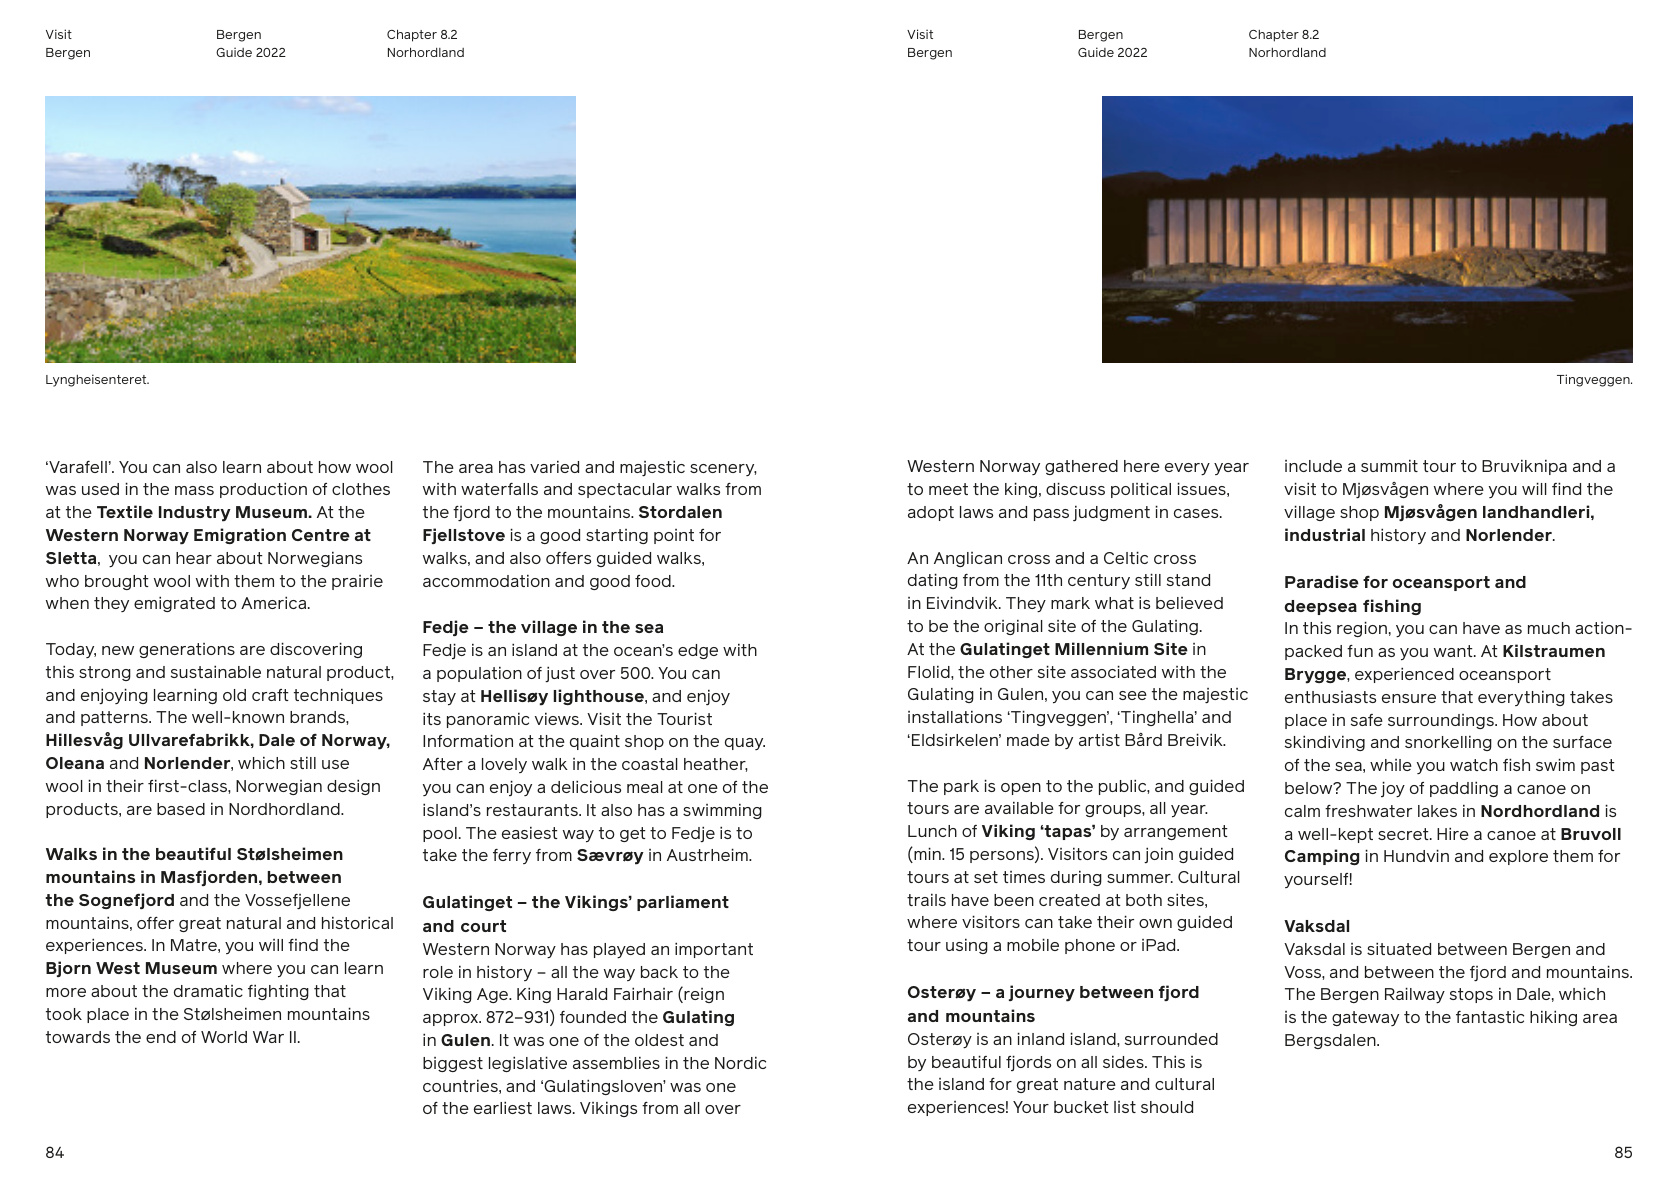 Visit
Bergen
Bergen
Guide 2022
Chapter 8.2
Norhordland
Lyngheisenteret.
‘Varafell’. You can also learn about how wool
was used in the mass production of clothes
at the Textile Industry Museum. At the
Western Norway Emigration Centre at
Sletta,  you can hear about Norwegians
who brought wool with them to the prairie
when they emigrated to America.
Today, new generations are discovering
this strong and sustainable natural product,
and enjoying learning old craft techniques
and patterns. The well-known brands,
Hillesvåg Ullvarefabrikk, Dale of Norway,
Oleana and Norlender, which still use
wool in their first-class, Norwegian design
products, are based in Nordhordland.
Walks in the beautiful Stølsheimen
mountains in Masfjorden, between
the Sognefjord and the Vossefjellene
mountains, offer great natural and historical
experiences. In Matre, you will find the
Bjorn West Museum where you can learn
more about the dramatic fighting that
took place in the Stølsheimen mountains
towards the end of World War II.
The area has varied and majestic scenery,
with waterfalls and spectacular walks from
the fjord to the mountains. Stordalen
Fjellstove is a good starting point for
walks, and also offers guided walks,
accommodation and good food.
Fedje – the village in the sea
Fedje is an island at the ocean’s edge with
a population of just over 500. You can
stay at Hellisøy lighthouse, and enjoy
its panoramic views. Visit the Tourist
Information at the quaint shop on the quay.
After a lovely walk in the coastal heather,
you can enjoy a delicious meal at one of the
island’s restaurants. It also has a swimming
pool. The easiest way to get to Fedje is to
take the ferry from Sævrøy in Austrheim.
Gulatinget – the Vikings’ parliament
and court
Western Norway has played an important
role in history – all the way back to the
Viking Age. King Harald Fairhair (reign
approx. 872–931) founded the Gulating
in Gulen. It was one of the oldest and
biggest legislative assemblies in the Nordic
countries, and ‘Gulatingsloven’ was one
of the earliest laws. Vikings from all over
84
Visit
Bergen
Bergen
Guide 2022
Chapter 8.2
Norhordland
Tingveggen.
Western Norway gathered here every year
to meet the king, discuss political issues,
adopt laws and pass judgment in cases.
An Anglican cross and a Celtic cross
dating from the 11th century still stand
in Eivindvik. They mark what is believed
to be the original site of the Gulating.
At the Gulatinget Millennium Site in
Flolid, the other site associated with the
Gulating in Gulen, you can see the majestic
installations ‘Tingveggen’, ‘Tinghella’ and
‘Eldsirkelen’ made by artist Bård Breivik.
The park is open to the public, and guided
tours are available for groups, all year.
Lunch of Viking ‘tapas’ by arrangement
(min. 15 persons). Visitors can join guided
tours at set times during summer. Cultural
trails have been created at both sites,
where visitors can take their own guided
tour using a mobile phone or iPad.
Osterøy – a journey between fjord
and mountains
Osterøy is an inland island, surrounded
by beautiful fjords on all sides. This is
the island for great nature and cultural
experiences! Your bucket list should
include a summit tour to Bruviknipa and a
visit to Mjøsvågen where you will find the
village shop Mjøsvågen landhandleri,
industrial history and Norlender.
Paradise for oceansport and
deepsea fishing
In this region, you can have as much action-
packed fun as you want. At Kilstraumen
Brygge, experienced oceansport
enthusiasts ensure that everything takes
place in safe surroundings. How about
skindiving and snorkelling on the surface
of the sea, while you watch fish swim past
below? The joy of paddling a canoe on
calm freshwater lakes in Nordhordland is
a well-kept secret. Hire a canoe at Bruvoll
Camping in Hundvin and explore them for
yourself!
Vaksdal
Vaksdal is situated between Bergen and
Voss, and between the fjord and mountains.
The Bergen Railway stops in Dale, which
is the gateway to the fantastic hiking area
Bergsdalen.
85